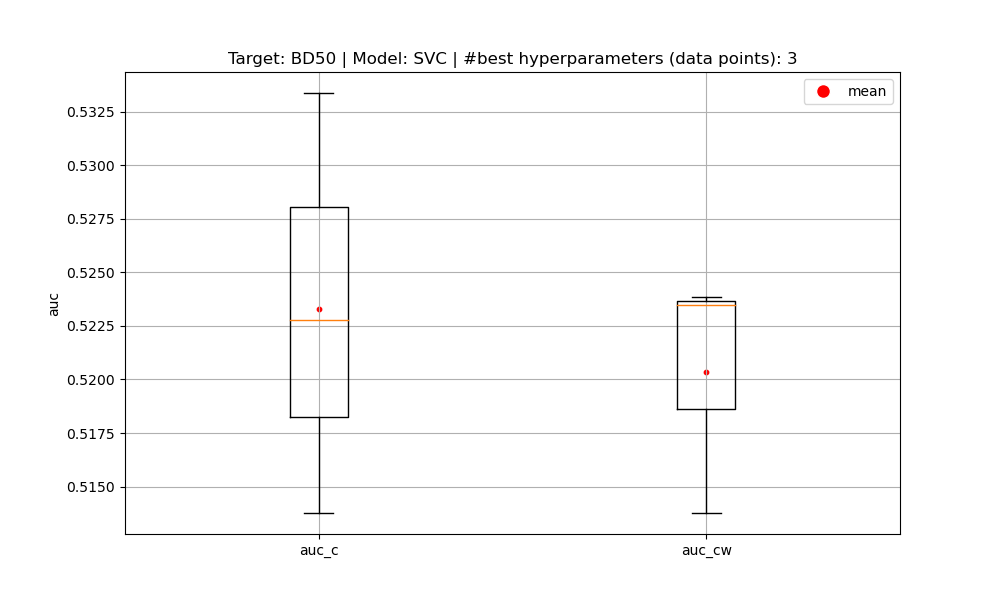 Target: BD50 | Model: SVC | #best hyperparameters (data points): 3
mean
0.5325
0.5300
0.5275
0.5250
0.5225
0.5200
0.5175
0.5150
auc
auc_c
auc_cw